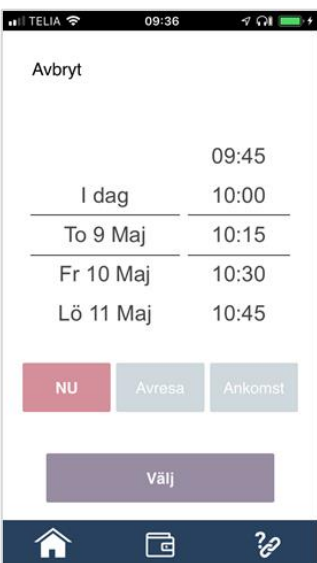 TELIA 09:36
Avbryt
09:45
I dag 10:00
To 9 Maj 10:15
Fr 10 Maj 10:30
Lö 11 Maj 10:45
NU Avresa Ankomst
Välj
?